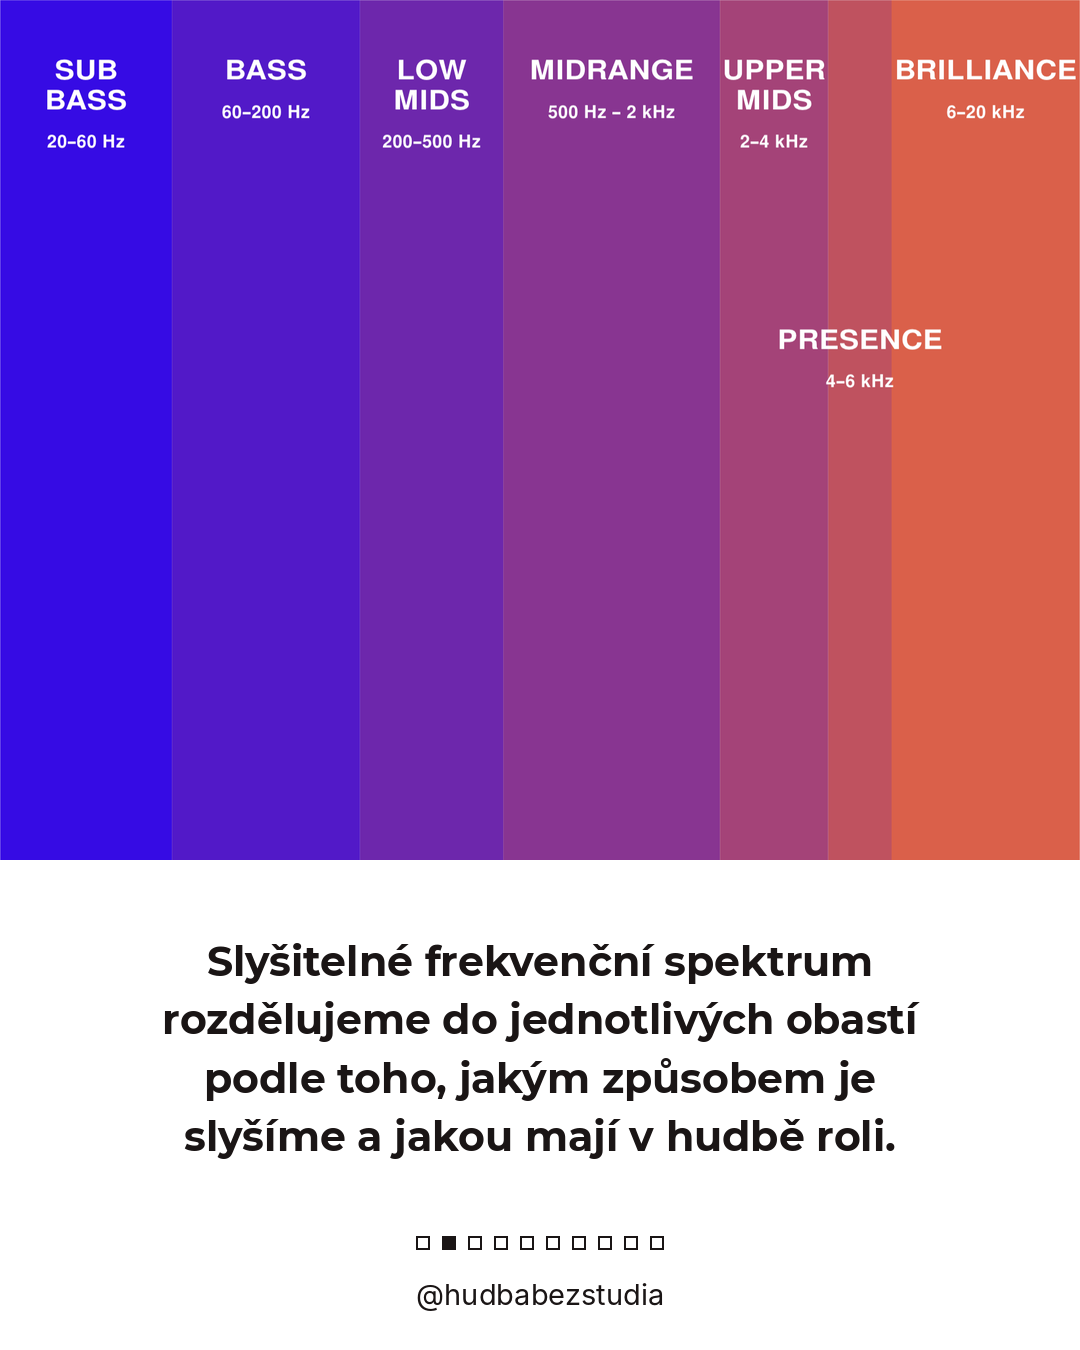 SUB
BASS
20–60 Hz
BASS
60–200 Hz
LOW
MIDS
200–500 Hz
MIDRANGE
500 Hz – 2 kHz
UPPER
MIDS
2–4 kHz
PRESENCE
4–6 kHz
BRILLIANCE
6–20 kHz
Slyšitelné frekvenční spektrum
rozdělujeme do jednotlivých obastí
podle toho, jakým způsobem je
slyšíme a jakou mají v hudbě roli.
@hudbabezstudia